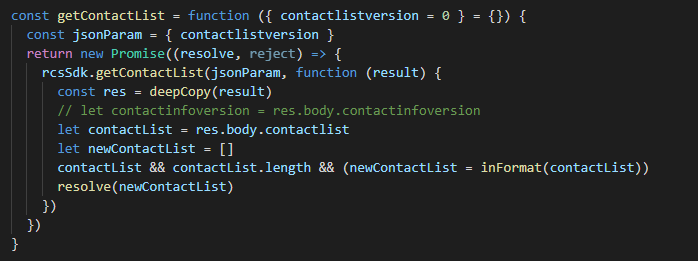 const getContactList = function ({ contactlistversion = 0 } = {}) {
const jsonParam = { contactlistversion }
return new Promise((resolve, reject) => {
rcsSdk.getContactList(jsonParam, function (result) {
const res = deepCopy(result)
// let contactinfoversion = res.body.contactinfoversion
let contactList = res.body.contactlist
let newContactList = []
contactList && contactList.length && (newContactList = inFormat(contactList))
resolve(newContactList)
})
})
}